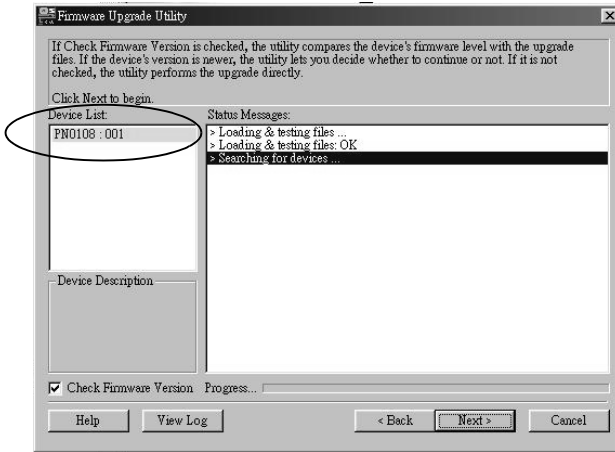 Firmware Upgrade Utility
If Check Firmware Version is checked, the utility compares the device's firmware level with the upgrade
files. If the device's version is newer, the utility lets you decide whether to continue or not. If it is not
checked, the utility performs the upgrade directly.
Click Next to begin.
Device List:
Status Messages:
PN0108 : 001
> Loading & testing files ...
> Loading & testing files: OK
> Searching for devices ...
Device Description
Check Firmware Version
Progress...
Help
View Log
< Back
Next >
Cancel